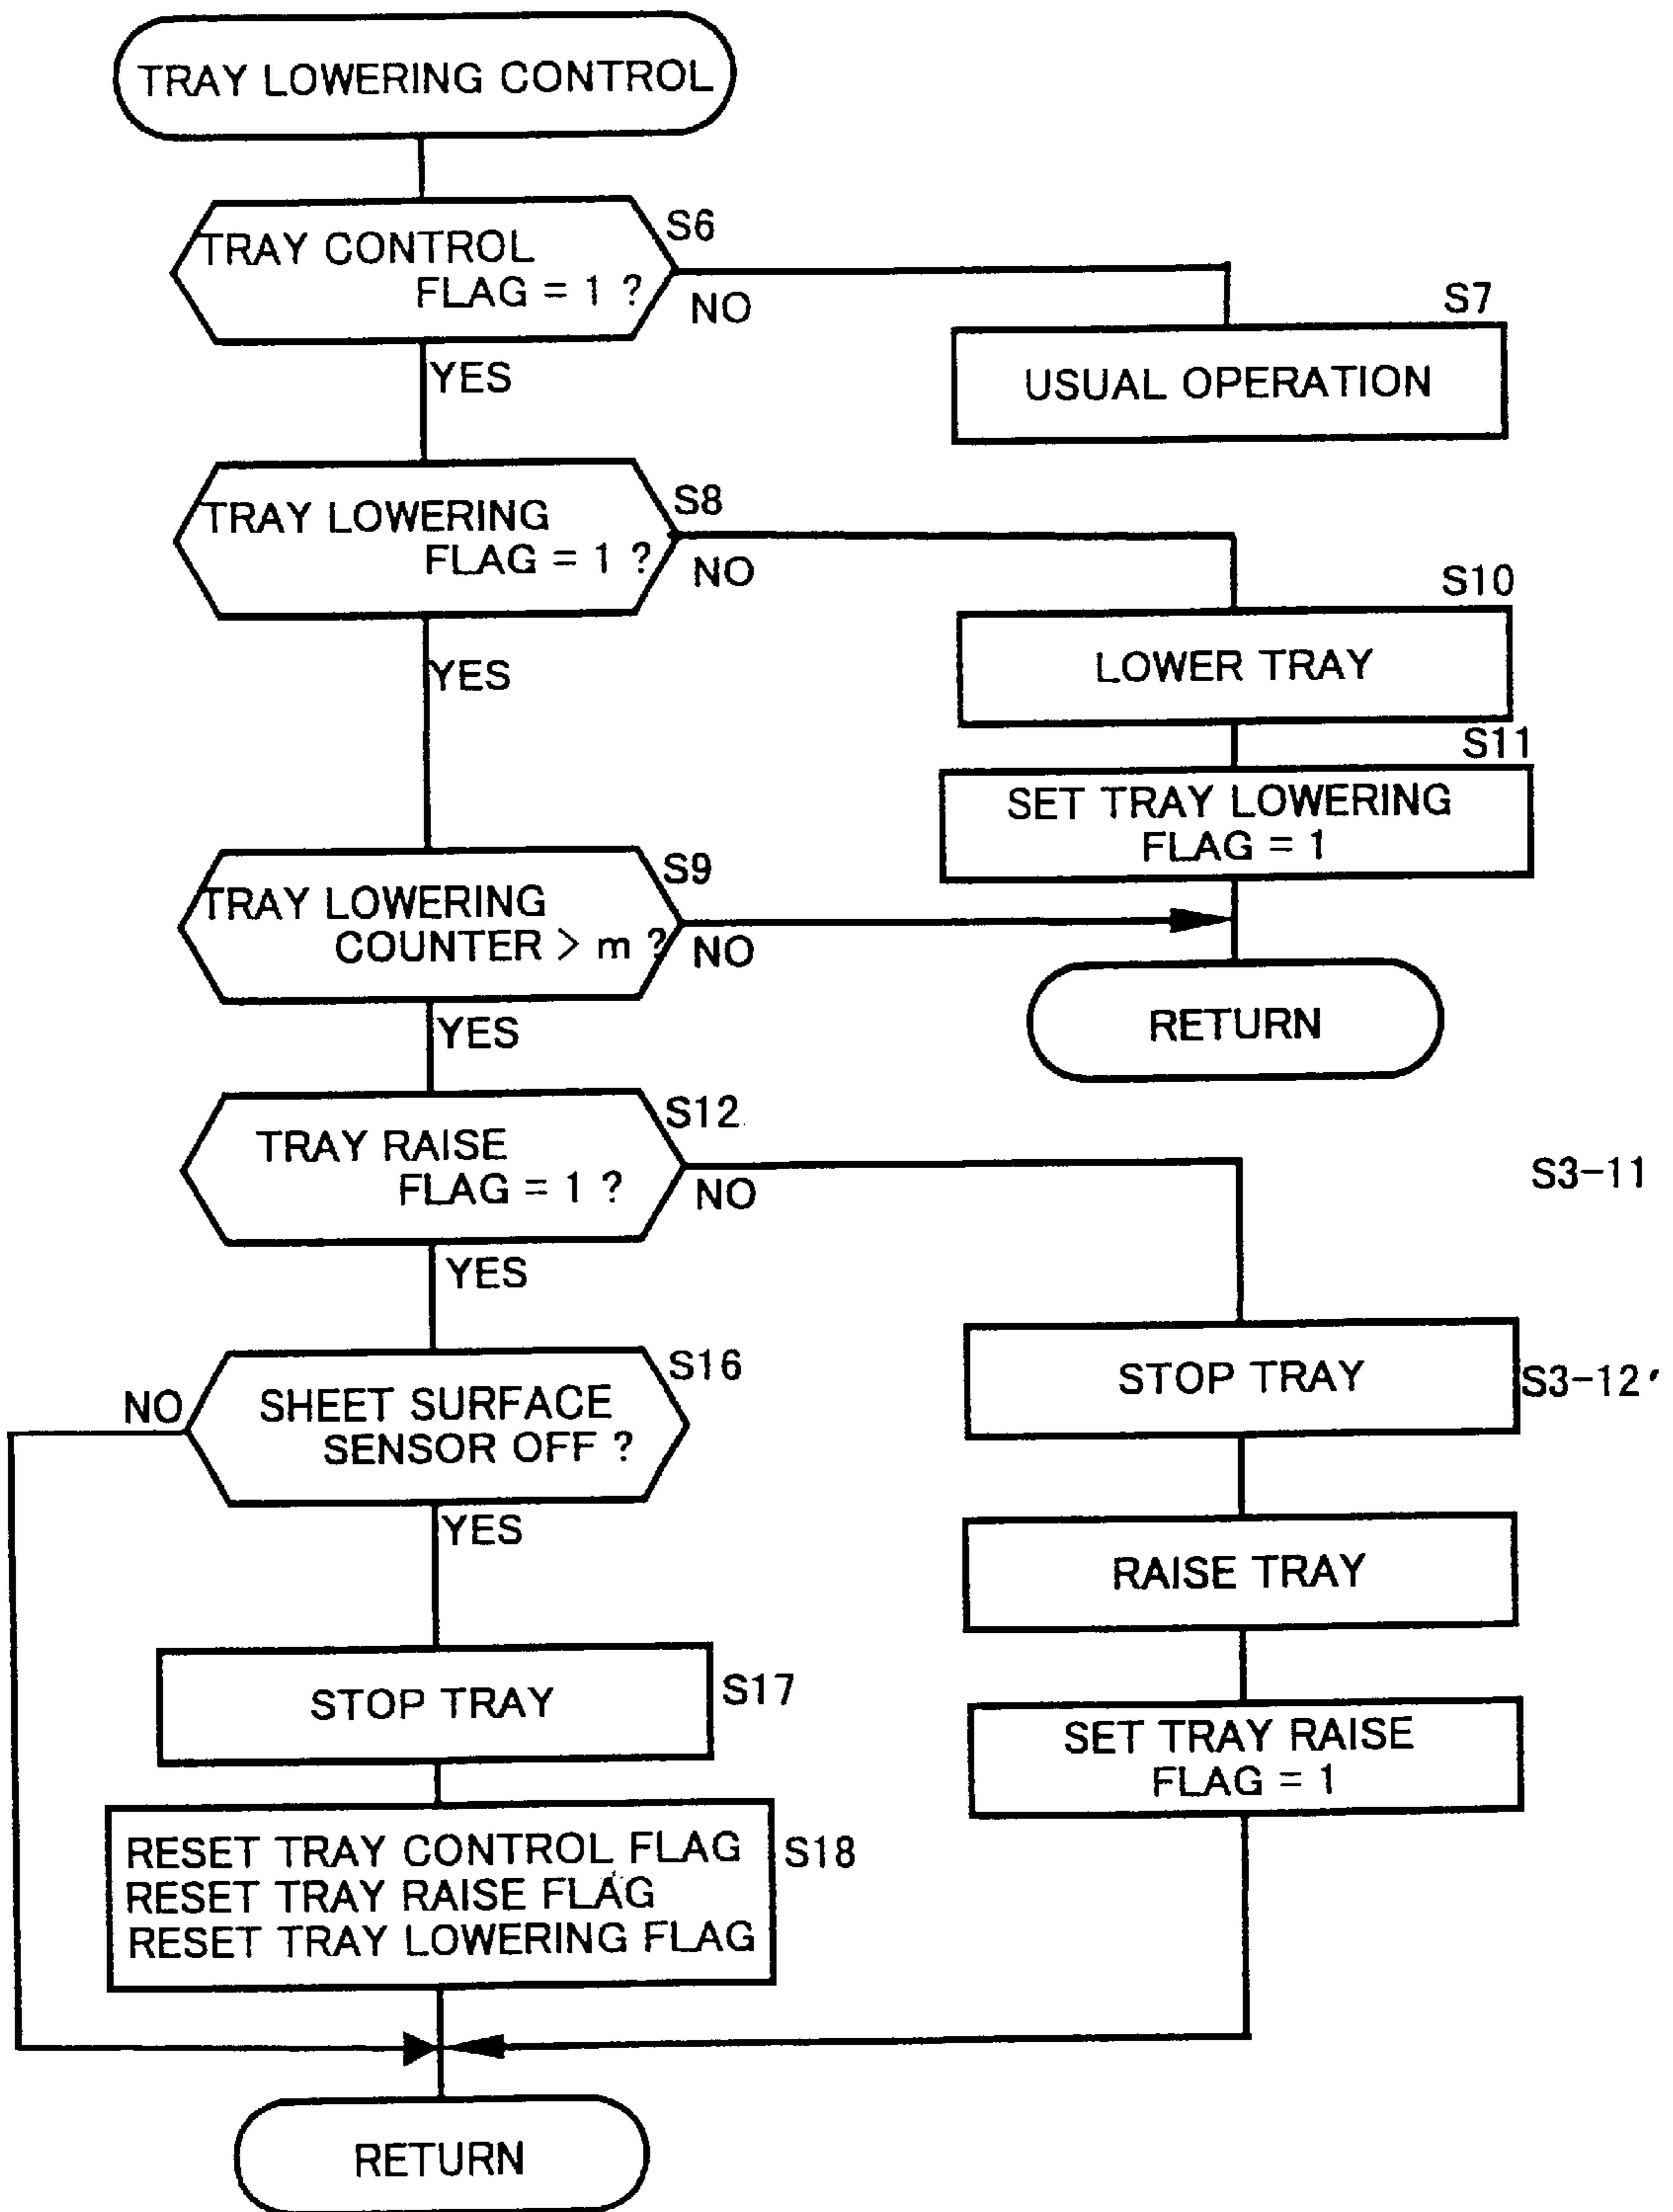 TRAY LOWERING CONTROL
TRAY CONTROL
FLAG = 1 ?
S6
NO
YES
S7
USUAL OPERATION
TRAY LOWERING
FLAG = 1 ?
S8
NO
YES
S10
LOWER TRAY
S11
SET TRAY LOWERING
FLAG = 1
TRAY LOWERING
COUNTER > m ?
S9
NO
YES
RETURN
TRAY RAISE
FLAG = 1 ?
S12
NO
YES
S3-11
STOP TRAY
S3-12'
RAISE TRAY
SET TRAY RAISE
FLAG = 1
SHEET SURFACE
SENSOR OFF ?
S16
NO
YES
STOP TRAY
S17
RESET TRAY CONTROL FLAG
RESET TRAY RAISE FLAG
RESET TRAY LOWERING FLAG
S18
RETURN